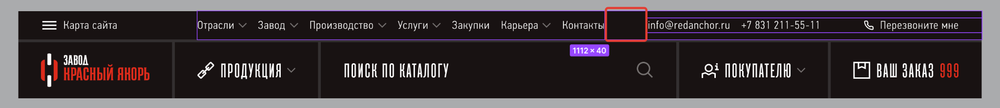 Карта сайта Отрасли Завод Производство Услуги Закупки Карьера Контакты info@redanchor.ru +7 831 211-55-11 Перезвоните мне
1112 × 40
ЗАВОД
КРАСНЫЙ ЯКОРЬ
ПРОДУКЦИЯ ПОИСК ПО КАТАЛОГУ ПОКУПАТЕЛЮ ВАШ ЗАКАЗ 999